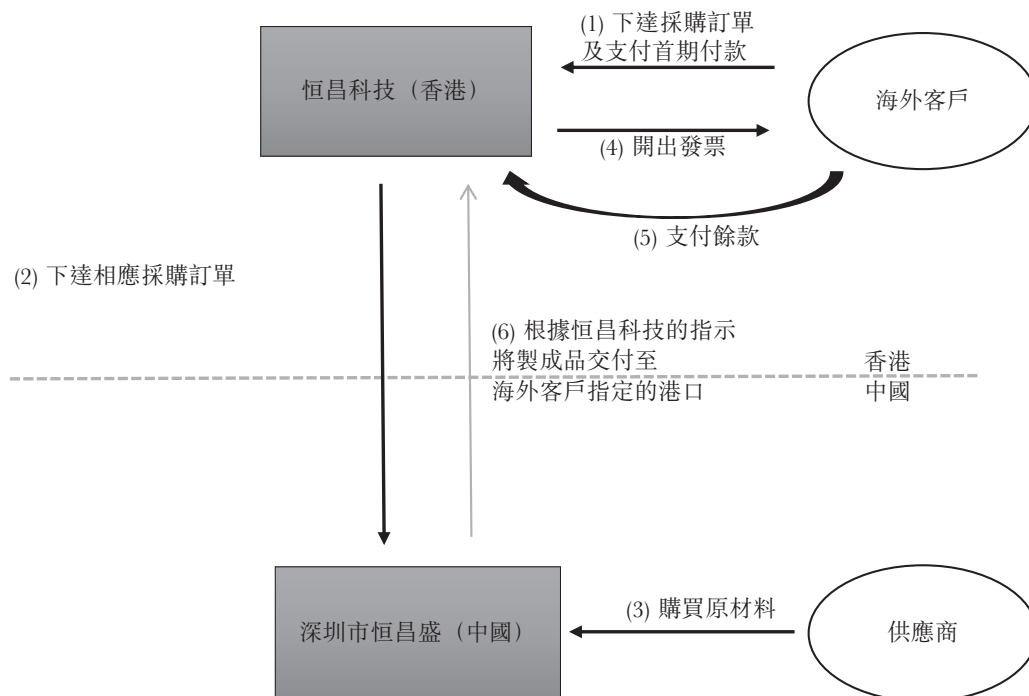 (1) 下達採購訂單
及支付首期付款
恒昌科技（香港）
海外客戶
(4) 開出發票
(5) 支付餘款
(2) 下達相應採購訂單
(6) 根據恒昌科技的指示
將製成品交付至
香港
海外客戶指定的港口
中國
深圳市恒昌盛（中國）
(3) 購買原材料
供應商